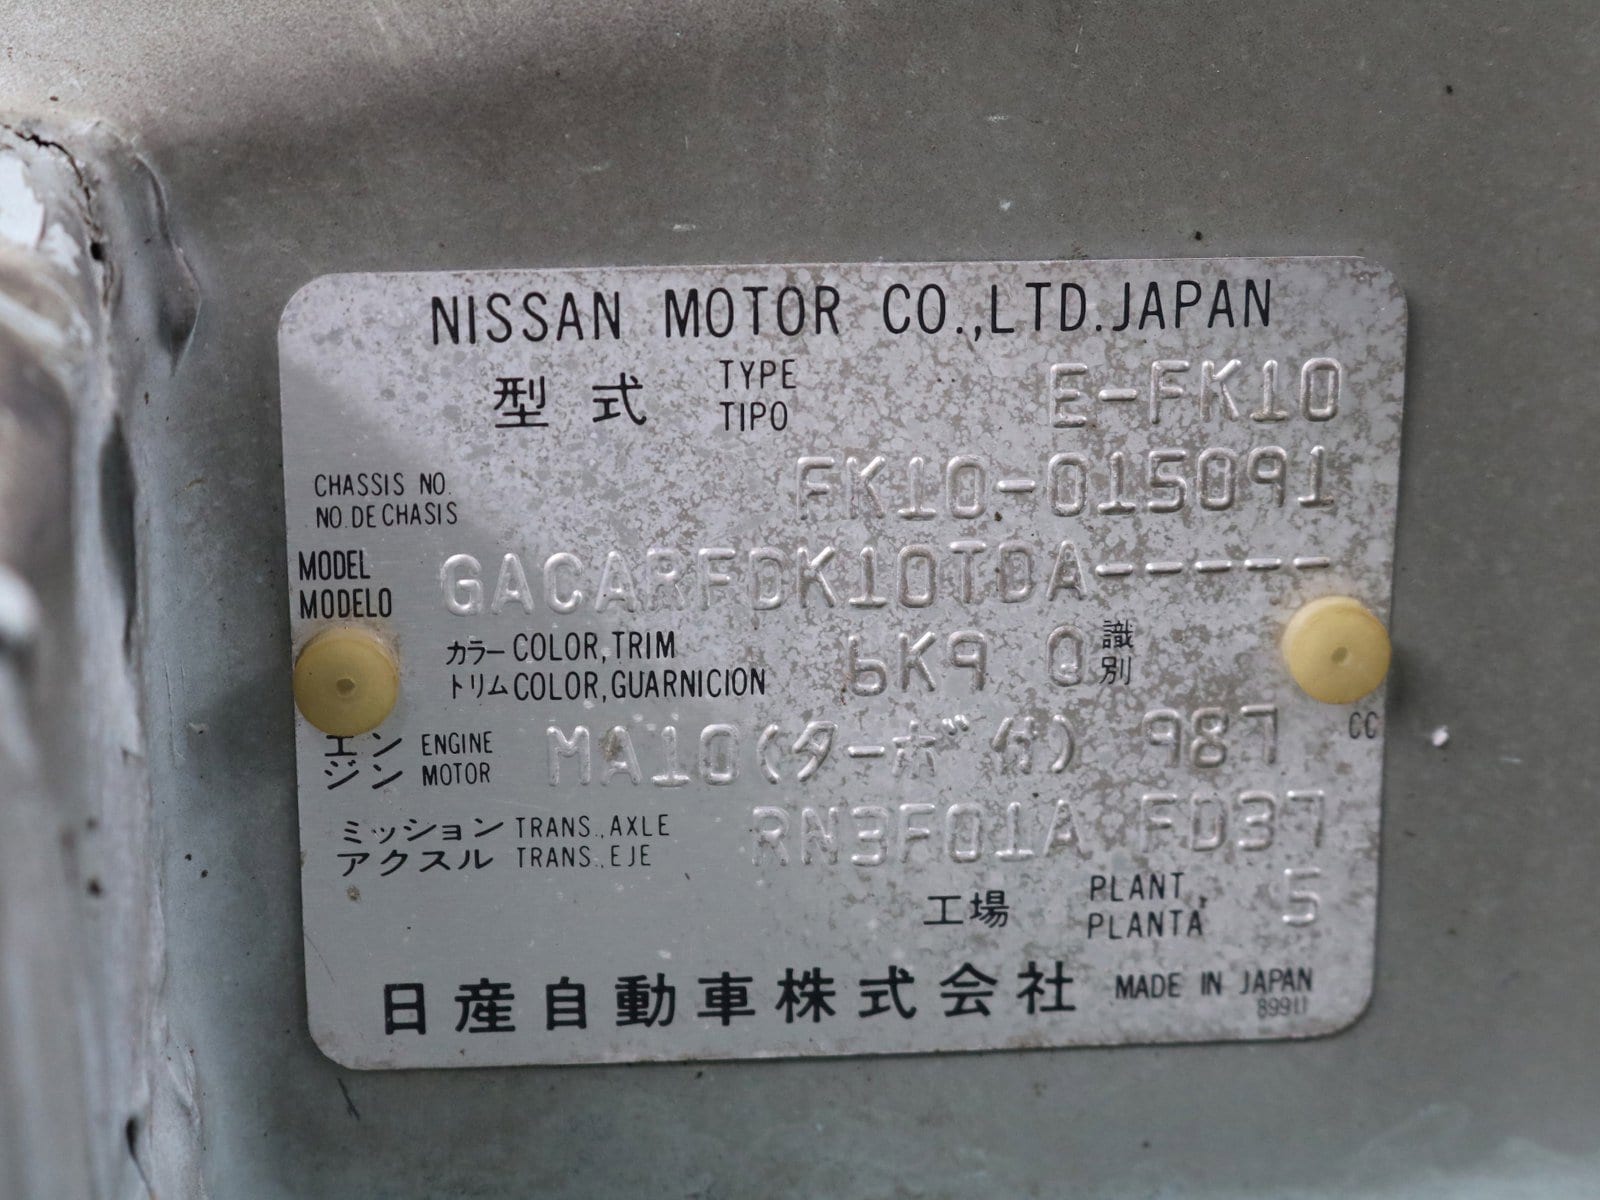 NISSAN MOTOR CO.,LTD.JAPAN
型式 TYPE TIPO E-FK10
CHASSIS NO. NO.DE CHASIS FK10-015091
MODEL MODELO GACARFDK10TDA-----
カラー COLOR,TRIM
トリム COLOR,GUARNICION 6K9 Q 識別
エンジン ENGINE MOTOR MA10(ターボ付) 987 CC
ミッション TRANS.,AXLE
アクスル TRANS.,EJE RN3F01A FD37
工場 PLANT PLANTA 5
日産自動車株式会社 MADE IN JAPAN
89911